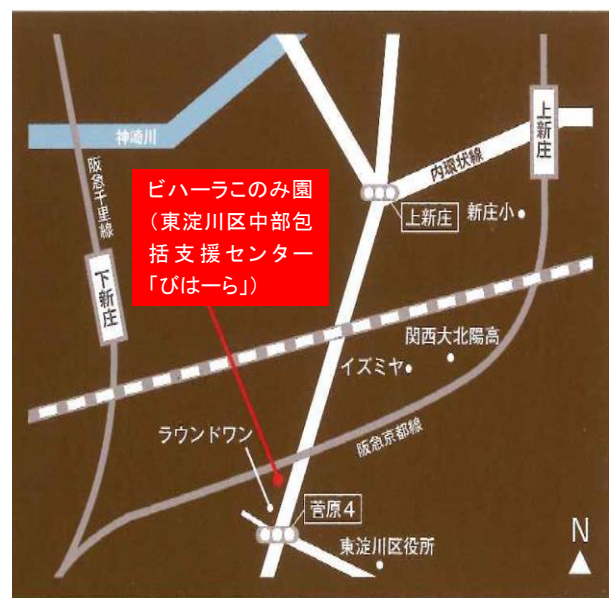 神崎川
阪急千里線
ビハーラこのみ園
（東淀川区中部包
括支援センター
「びはーら」）
内環状線
上新庄
上新庄
新庄小
下新庄
関西大北陽高
イズミヤ
ラウンドワン
阪急京都線
菅原4
東淀川区役所
N